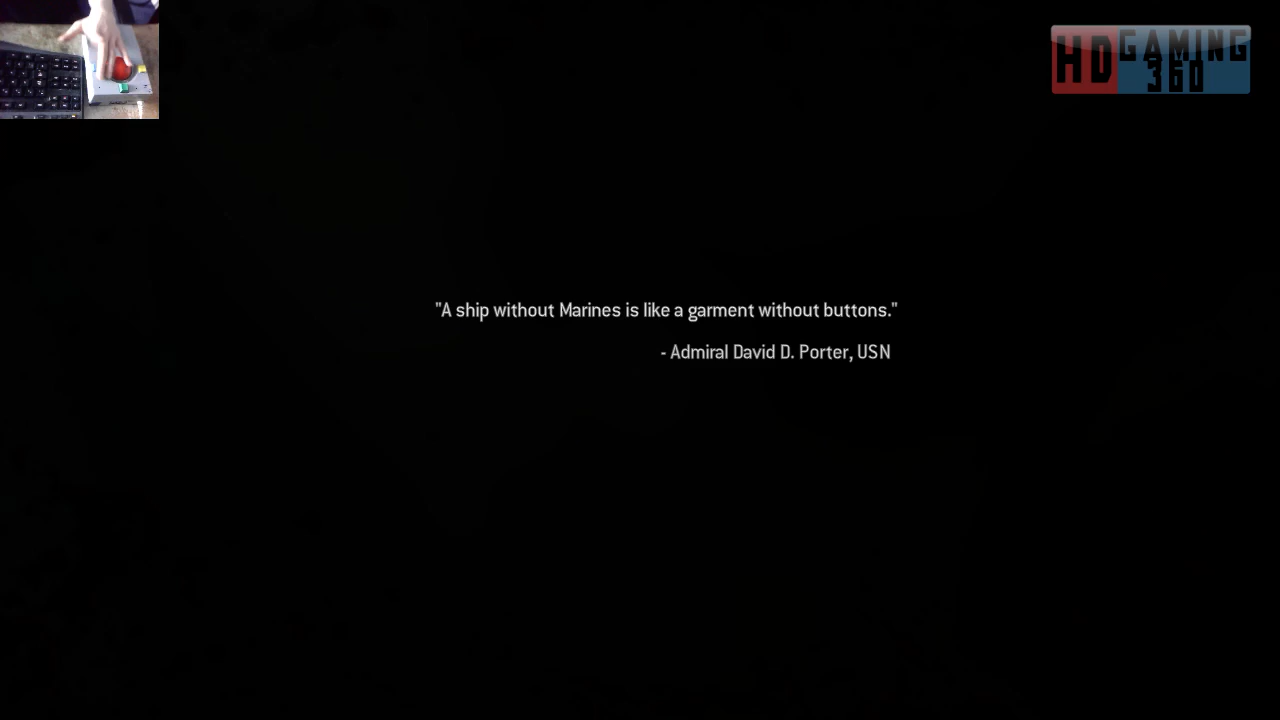 HD GAMING
360
"A ship without Marines is like a garment without buttons."
- Admiral David D. Porter, USN